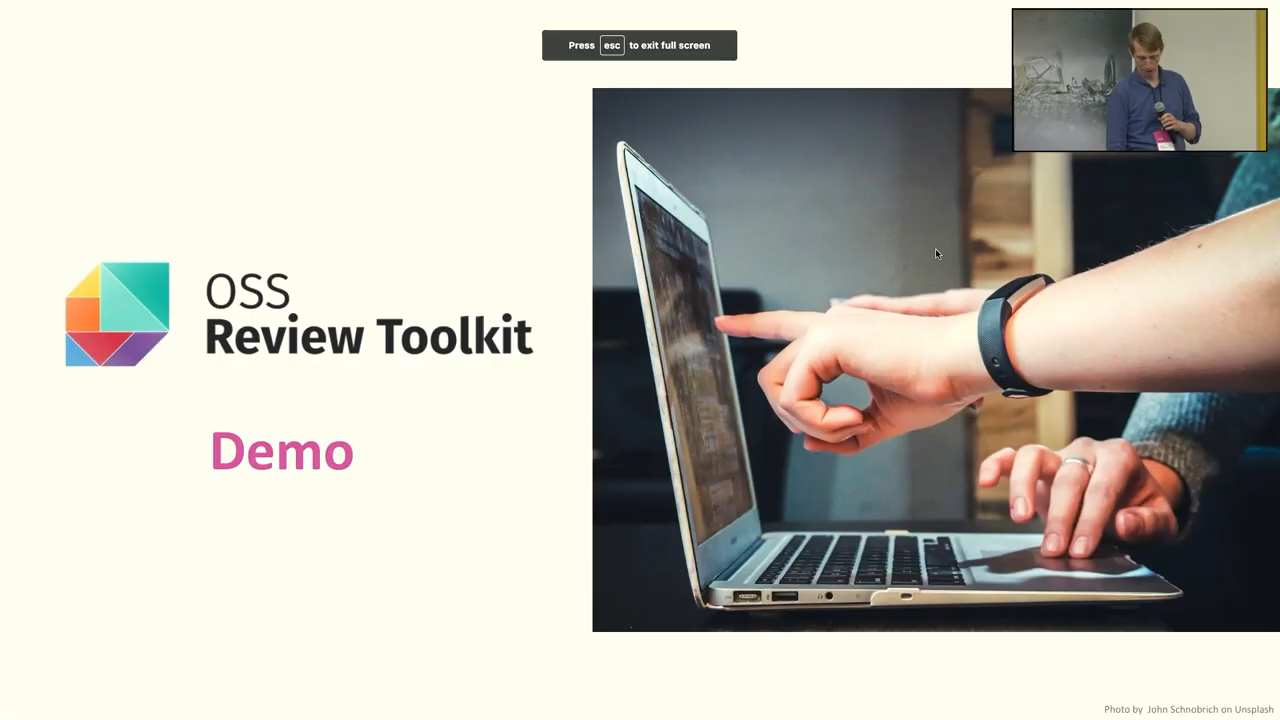 Press esc to exit full screen
OSS
Review Toolkit
Demo
Photo by John Schnobrich on Unsplash